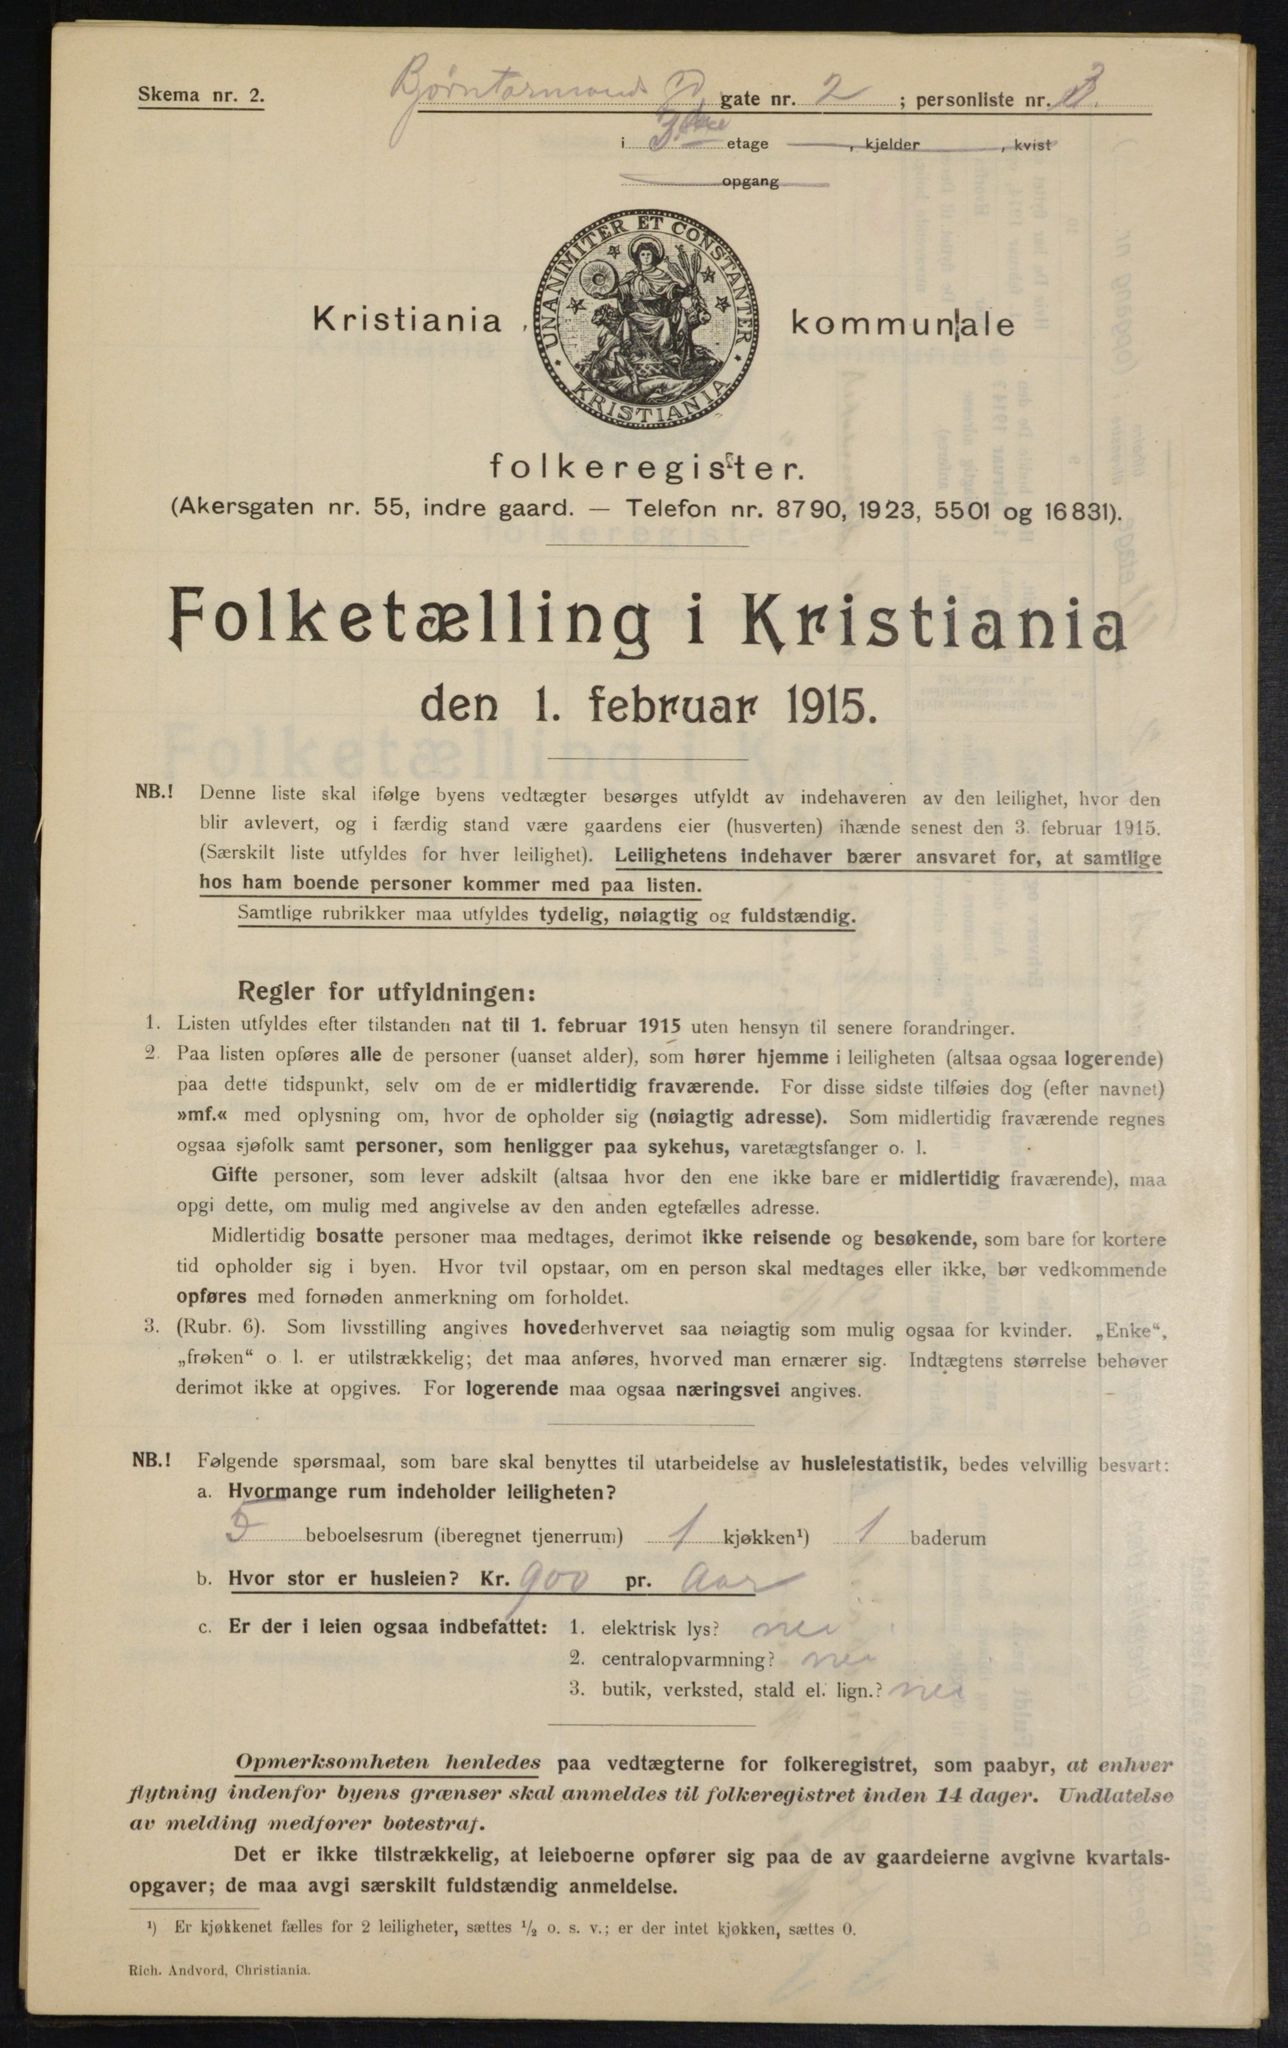 Skema nr. 2.
gate nr. 2 ; personliste nr. 3.
i 3die etage , kjelder , kvist
opgang
UNANIMITER ET CONSTANTER
KRISTIANIA
Kristiania kommunale
folkeregister.
(Akersgaten nr. 55, indre gaard. — Telefon nr. 8790, 1923, 5501 og 16831).
Folketælling i Kristiania
den 1. februar 1915.
NB.! Denne liste skal ifølge byens vedtægter besørges utfyldt av indehaveren av den leilighet, hvor den
blir avlevert, og i færdig stand være gaardens eier (husverten) ihænde senest den 3. februar 1915.
(Særskilt liste utfyldes for hver leilighet). Leilighetens indehaver bærer ansvaret for, at samtlige
hos ham boende personer kommer med paa listen.
Samtlige rubrikker maa utfyldes tydelig, nøiagtig og fuldstændig.
Regler for utfyldningen:
1. Listen utfyldes efter tilstanden nat til 1. februar 1915 uten hensyn til senere forandringer.
2. Paa listen opføres alle de personer (uanset alder), som hører hjemme i leiligheten (altsaa ogsaa logerende)
paa dette tidspunkt, selv om de er midlertidig fraværende. For disse sidste tilføies dog (efter navnet)
»mf.« med oplysning om, hvor de opholder sig (nøiagtig adresse). Som midlertidig fraværende regnes
ogsaa sjøfolk samt personer, som henligger paa sykehus, varetægtsfanger o. l.
Gifte personer, som lever adskilt (altsaa hvor den ene ikke bare er midlertidig fraværende), maa
opgi dette, om mulig med angivelse av den anden egtefælles adresse.
Midlertidig bosatte personer maa medtages, derimot ikke reisende og besøkende, som bare for kortere
tid opholder sig i byen. Hvor tvil opstaar, om en person skal medtages eller ikke, bør vedkommende
opføres med fornøden anmerkning om forholdet.
3. (Rubr. 6). Som livsstilling angives hovederhvervet saa nøiagtig som mulig ogsaa for kvinder. „Enke“,
„frøken“ o. l. er utilstrækkelig; det maa anføres, hvorved man ernærer sig. Indtægtens størrelse behøver
derimot ikke at opgives. For logerende maa ogsaa næringsvei angives.
NB.! Følgende spørsmaal, som bare skal benyttes til utarbeidelse av husleiestatistik, bedes velvillig besvart:
a. Hvormange rum indeholder leiligheten?
5 beboelsesrum (iberegnet tjenerrum) 1 kjøkken¹) 1 baderum
b. Hvor stor er husleien? Kr. 900 pr. Aar
c. Er der i leien ogsaa indbefattet: 1. elektrisk lys? nei
2. centralopvarmning? nei
3. butik, verksted, stald el. lign.? nei
Opmerksomheten henledes paa vedtægterne for folkeregistret, som paabyr, at enhver
flytning indenfor byens grænser skal anmeldes til folkeregistret inden 14 dager. Undlatelse
av melding medfører bøtestraf.
Det er ikke tilstrækkelig, at leieboerne opfører sig paa de av gaardeierne avgivne kvartals-
opgaver; de maa avgi særskilt fuldstændig anmeldelse.
¹) Er kjøkkenet fælles for 2 leiligheter, sættes ½ o. s. v.; er der intet kjøkken, sættes 0.
Rich. Andvord, Christiania.